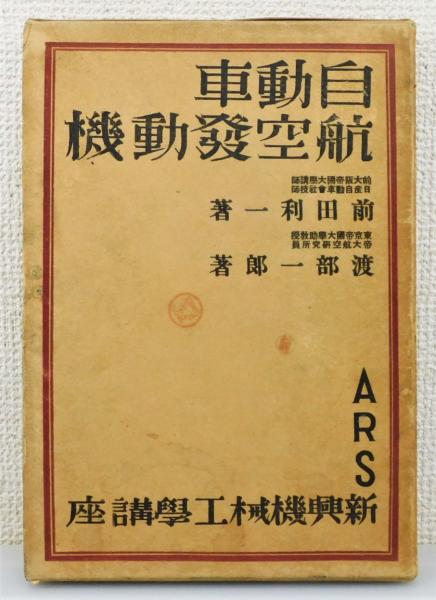 自動車
航空發動機
前大阪帝國大學講師
日産自動車會社技師
前田利一著
東京帝國大學助教授
帝大航空研究所員
渡部一郎著
ARS
新興機械工學講座